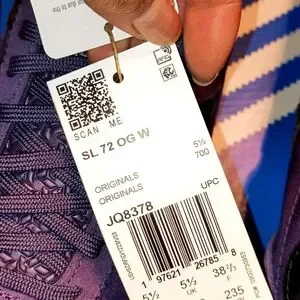 SCAN ME
SL 72 OG W
5½
700
ORIGINALS
ORIGINALS
JQ8378
UPC
1 97621 26785 8
5½ 5½ 38⅔ 235
UK F